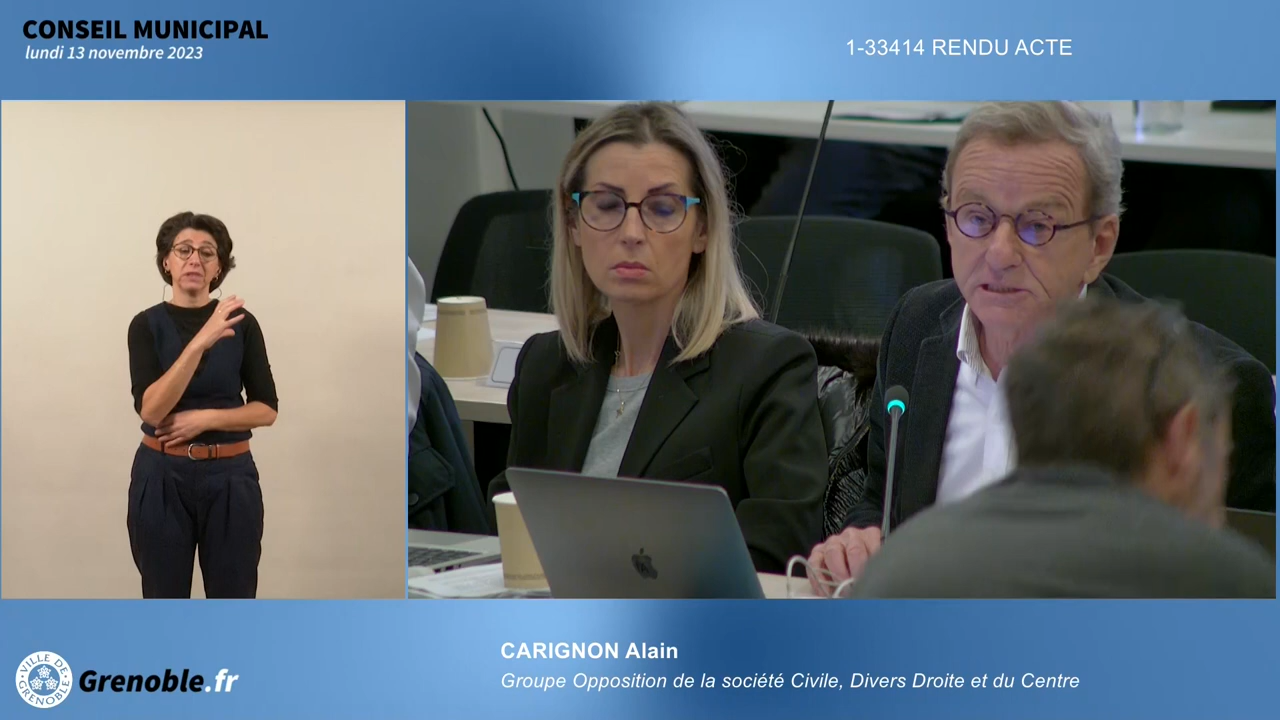 CONSEIL MUNICIPAL
lundi 13 novembre 2023
1-33414 RENDU ACTE
CARIGNON Alain
Groupe Opposition de la société Civile, Divers Droite et du Centre
VILLE DE GRENOBLE
Grenoble.fr